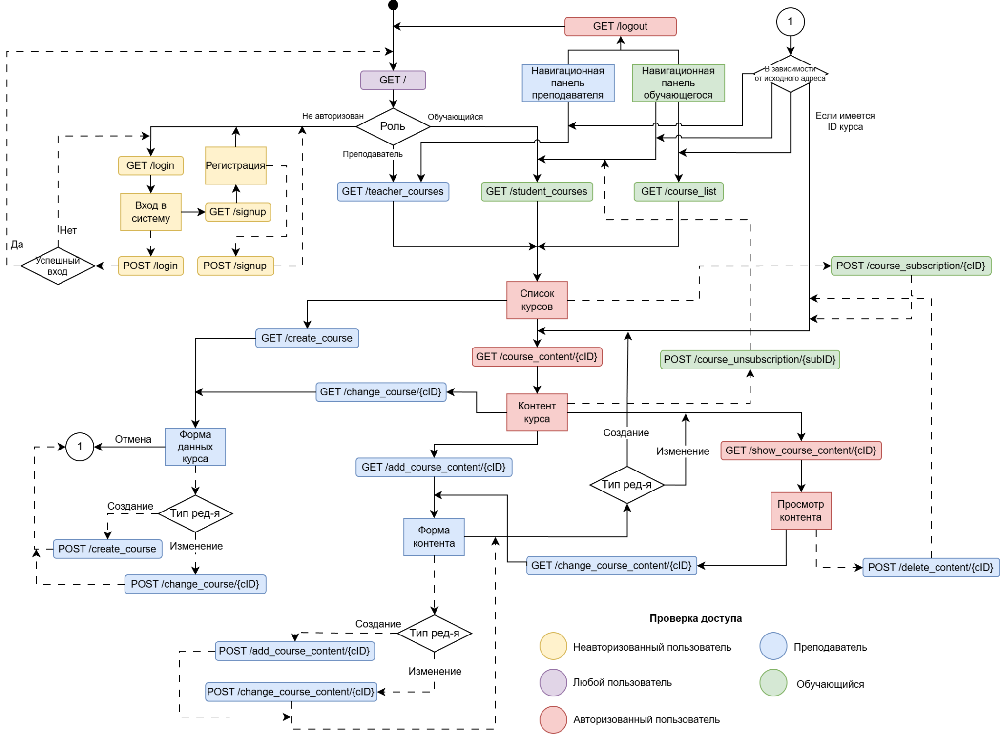 GET /logout
1
В зависимости
от исходного адреса
Навигационная
панель
преподавателя
Навигационная
панель
обучающегося
GET /
Не авторизован
Обучающийся
Роль
Если имеется
ID курса
Преподаватель
GET /login
Регистрация
GET /teacher_courses
GET /student_courses
GET /course_list
Вход в
систему
GET /signup
Нет
Да
Успешный
вход
POST /login
POST /signup
POST /course_subscription/{cID}
Список
курсов
GET /create_course
GET /course_content/{cID}
POST /course_unsubscription/{subID}
GET /change_course/{cID}
Контент
курса
Создание
Изменение
Форма
данных
курса
Отмена
1
GET /show_course_content/{cID}
GET /add_course_content/{cID}
Тип ред-я
Просмотр
контента
Создание
Тип ред-я
Форма
контента
POST /create_course
Изменение
GET /change_course_content/{cID}
POST /delete_content/{cID}
POST /change_course/{cID}
Создание
Тип ред-я
POST /add_course_content/{cID}
Изменение
POST /change_course_content/{cID}
Проверка доступа
Неавторизованный пользователь
Преподаватель
Любой пользователь
Обучающийся
Авторизованный пользователь